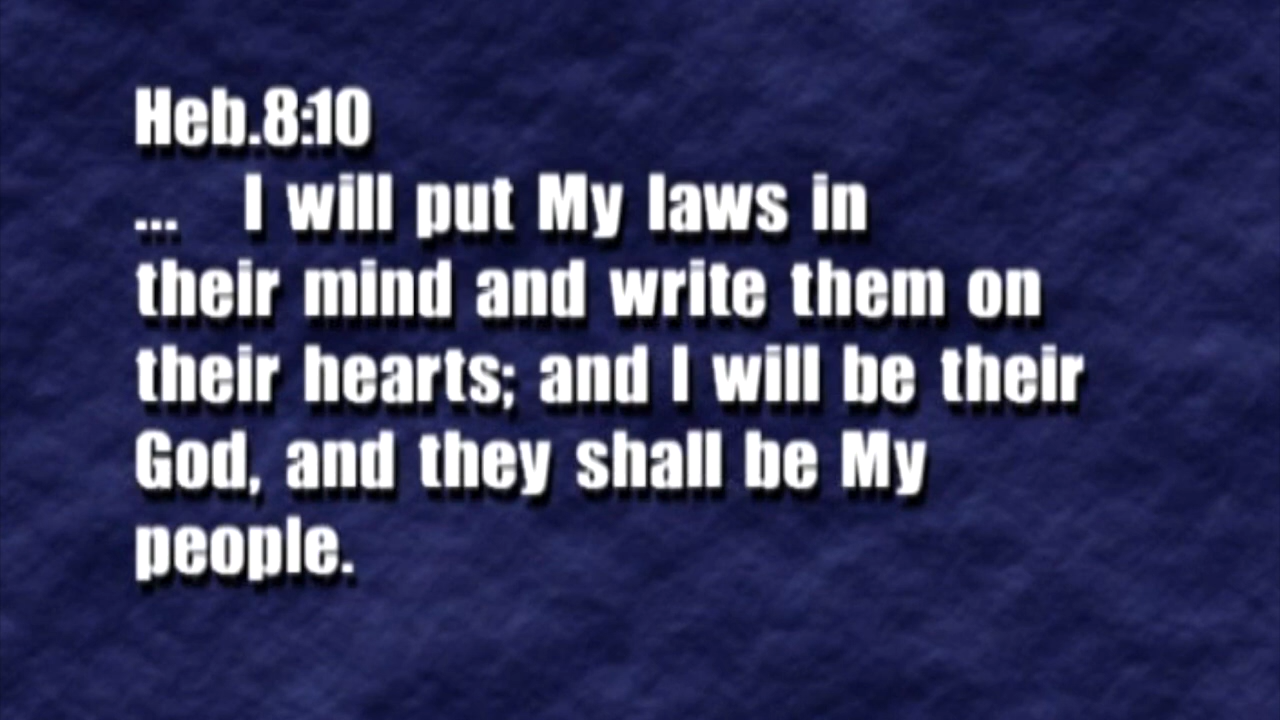 Heb.8:10
... I will put My laws in
their mind and write them on
their hearts; and I will be their
God, and they shall be My
people.